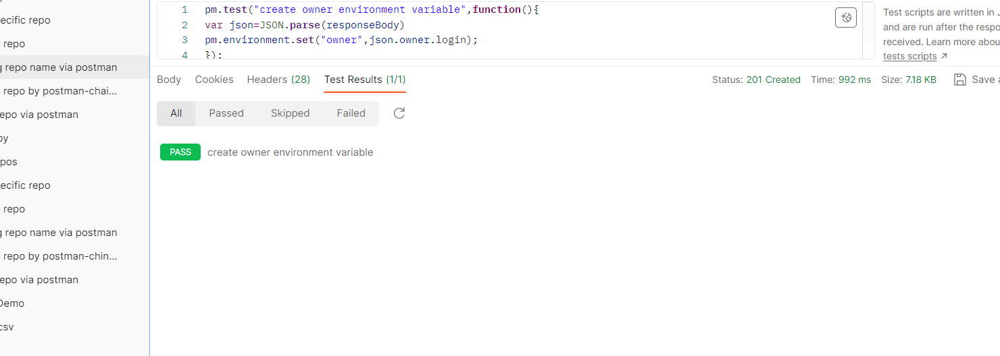 ecific repo
repo
g repo name via postman
repo by postman-chai...
epo via postman
by
pos
ecific repo
repo
g repo name via postman
repo by postman-chin...
epo via postman
Demo
csv
1 pm.test("create owner environment variable",function(){
2 var json=JSON.parse(responseBody)
3 pm.environment.set("owner",json.owner.login);
4 });
Test scripts are written in J
and are run after the respo
received. Learn more abou
tests scripts ↗
Body Cookies Headers (28) Test Results (1/1) Status: 201 Created Time: 992 ms Size: 7.18 KB Save a
All Passed Skipped Failed
PASS create owner environment variable